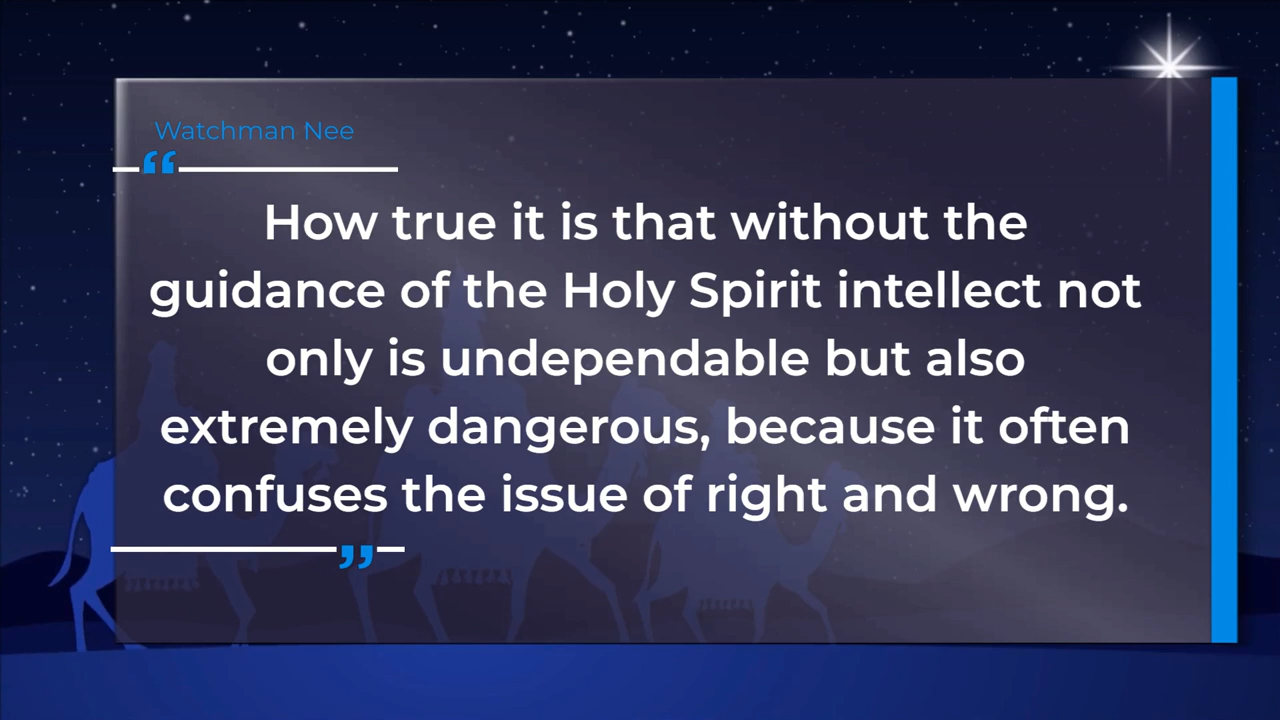 Watchman Nee
“
How true it is that without the
guidance of the Holy Spirit intellect not
only is undependable but also
extremely dangerous, because it often
confuses the issue of right and wrong.
”